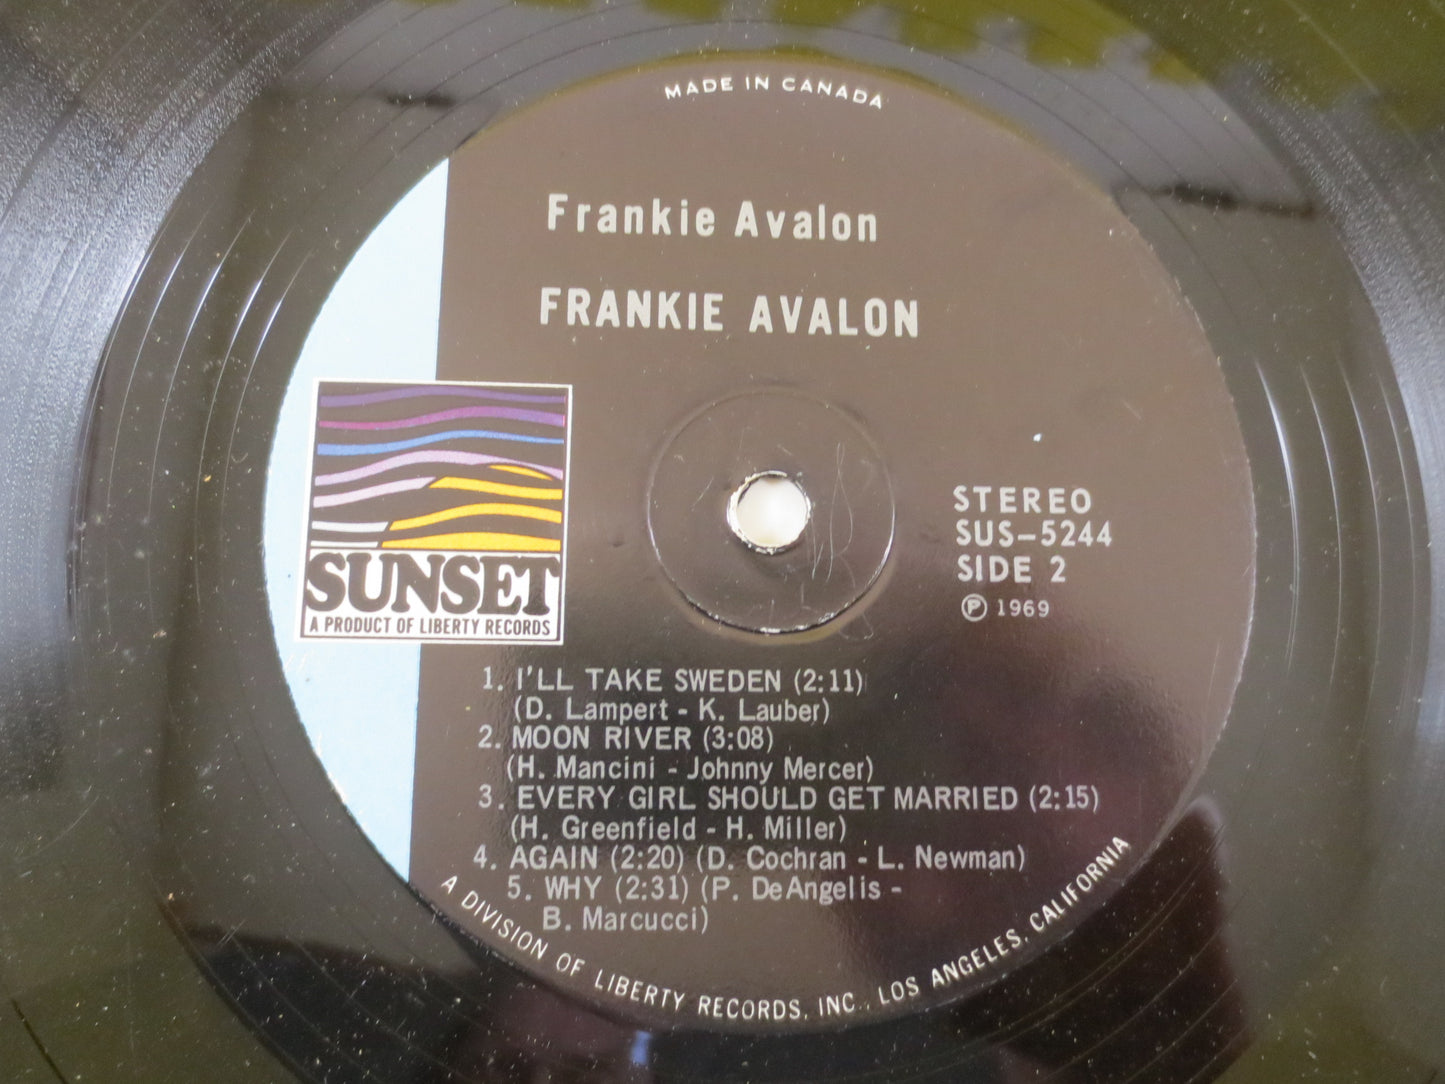 MADE IN CANADA
Frankie Avalon
FRANKIE AVALON
SUNSET
A PRODUCT OF LIBERTY RECORDS
STEREO
SUS-5244
SIDE 2
Ⓟ 1969
1. I'LL TAKE SWEDEN (2:11)
(D. Lampert - K. Lauber)
2. MOON RIVER (3:08)
(H. Mancini - Johnny Mercer)
3. EVERY GIRL SHOULD GET MARRIED (2:15)
(H. Greenfield - H. Miller)
4. AGAIN (2:20) (D. Cochran - L. Newman)
5. WHY (2:31) (P. DeAngelis -
B. Marcucci)
A DIVISION OF LIBERTY RECORDS, INC., LOS ANGELES, CALIFORNIA